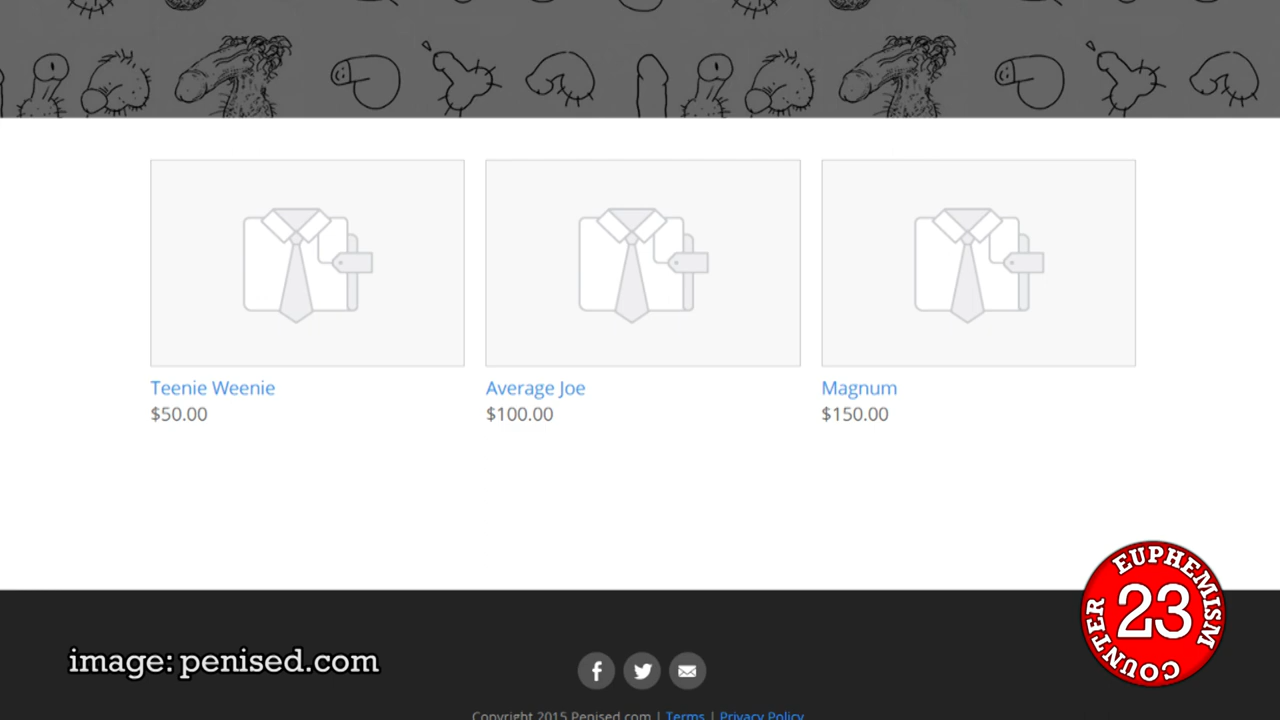 Teenie Weenie
$50.00
Average Joe
$100.00
Magnum
$150.00
EUPHEMISM
23
COUNTER
image: penised.com
Copyright 2015 Penised.com | Terms | Privacy Policy